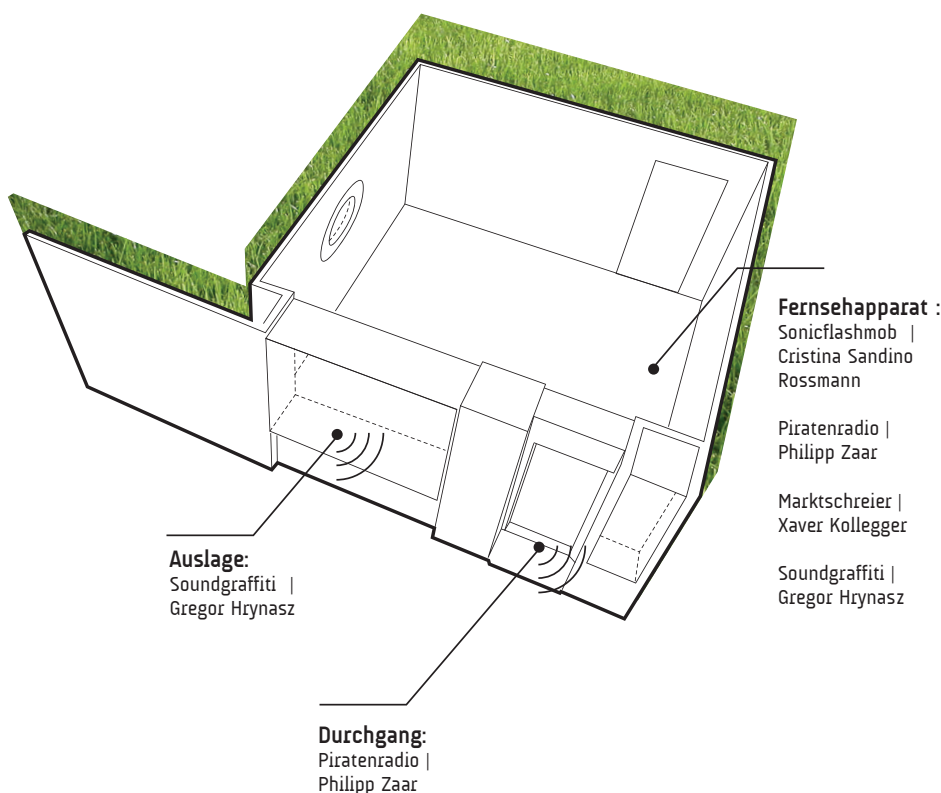 Fernsehapparat :
Sonicflashmob |
Cristina Sandino
Rossmann
Piratenradio |
Philipp Zaar
Marktschreier |
Xaver Kollegger
Soundgraffiti |
Gregor Hrynasz
Auslage:
Soundgraffiti |
Gregor Hrynasz
Durchgang:
Piratenradio |
Philipp Zaar